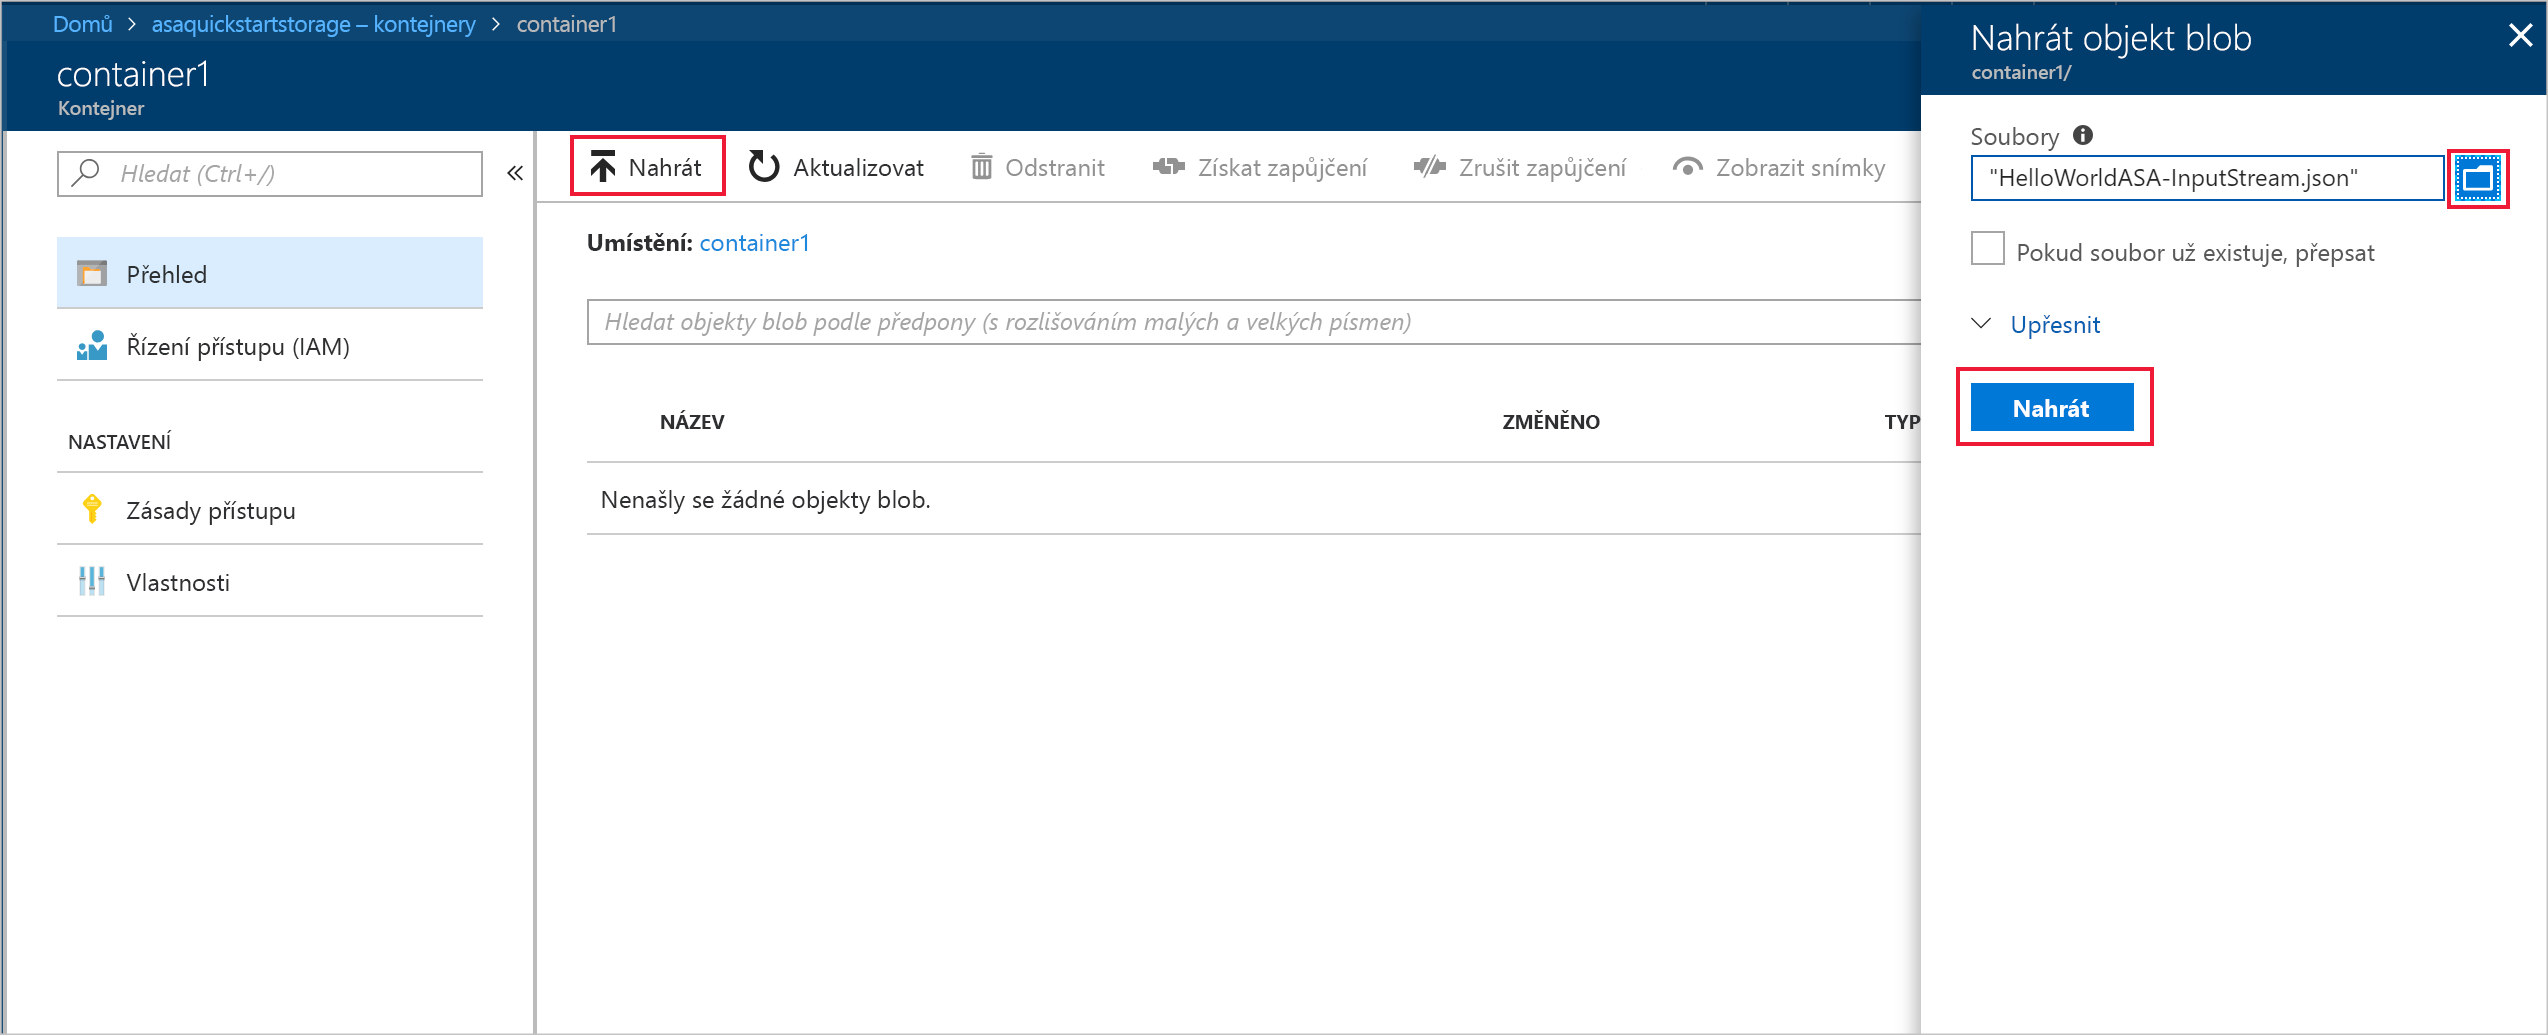 Domů > asaquickstartstorage – kontejnery > container1
container1
Kontejner
Hledat (Ctrl+/)
«
Přehled
Řízení přístupu (IAM)
NASTAVENÍ
Zásady přístupu
Vlastnosti
Nahrát Aktualizovat Odstranit Získat zapůjčení Zrušit zapůjčení Zobrazit snímky
Umístění: container1
Hledat objekty blob podle předpony (s rozlišováním malých a velkých písmen)
NÁZEV ZMĚNĚNO TYP
Nenašly se žádné objekty blob.
Nahrát objekt blob
container1/
Soubory
"HelloWorldASA-InputStream.json"
Pokud soubor už existuje, přepsat
Upřesnit
Nahrát